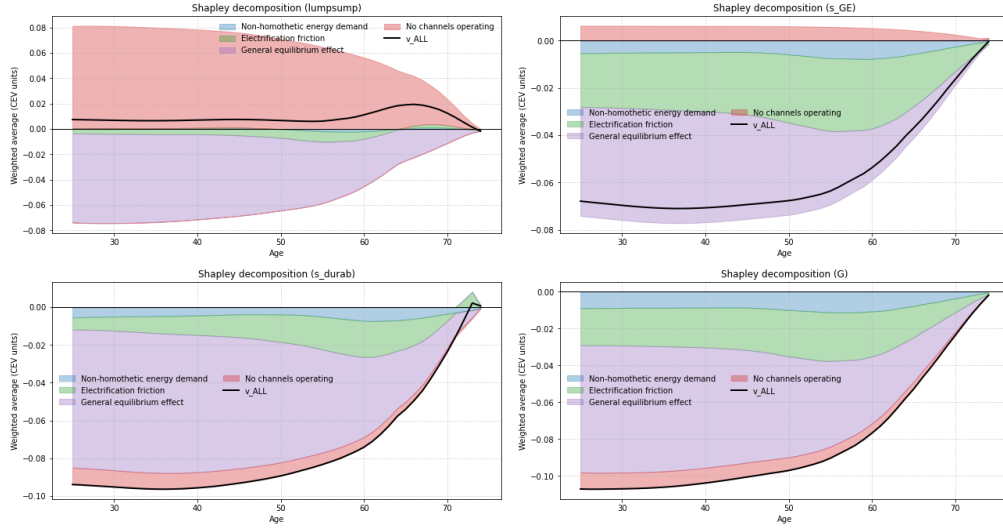 Shapley decomposition (lumpsump)
Non-homothetic energy demand
Electrification friction
General equilibrium effect
No channels operating
v_ALL
Weighted average (CEV units)
0.08
0.06
0.04
0.02
0.00
−0.02
−0.04
−0.06
−0.08
30
40
50
60
70
Age
Shapley decomposition (s_GE)
Non-homothetic energy demand
Electrification friction
General equilibrium effect
No channels operating
v_ALL
Weighted average (CEV units)
0.00
−0.02
−0.04
−0.06
−0.08
30
40
50
60
70
Age
Shapley decomposition (s_durab)
Non-homothetic energy demand
Electrification friction
General equilibrium effect
No channels operating
v_ALL
Weighted average (CEV units)
0.00
−0.02
−0.04
−0.06
−0.08
−0.10
30
40
50
60
70
Age
Shapley decomposition (G)
Non-homothetic energy demand
Electrification friction
General equilibrium effect
No channels operating
v_ALL
Weighted average (CEV units)
0.00
−0.02
−0.04
−0.06
−0.08
−0.10
30
40
50
60
70
Age